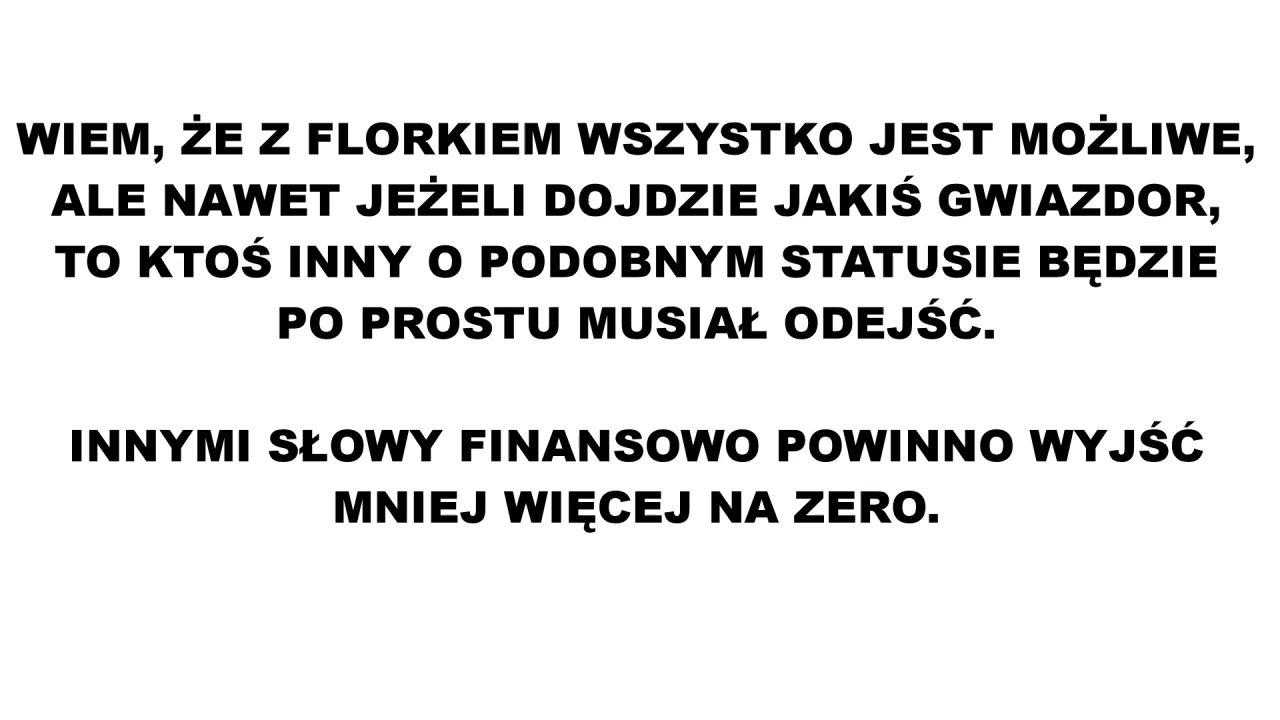 WIEM, ŻE Z FLORKIEM WSZYSTKO JEST MOŻLIWE,
ALE NAWET JEŻELI DOJDZIE JAKIŚ GWIAZDOR,
TO KTOŚ INNY O PODOBNYM STATUSIE BĘDZIE
PO PROSTU MUSIAŁ ODEJŚĆ.
INNYMI SŁOWY FINANSOWO POWINNO WYJŚĆ
MNIEJ WIĘCEJ NA ZERO.